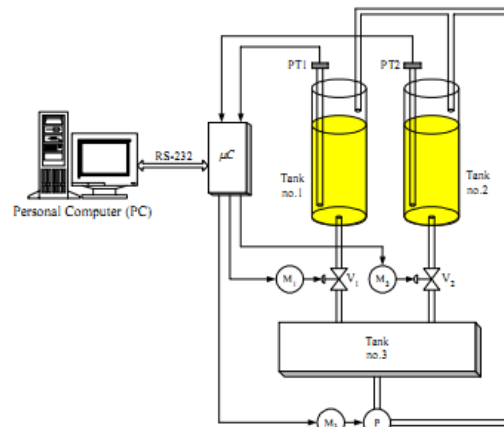 PT1
PT2
RS-232
μC
Tank
no.1
Tank
no.2
Personal Computer (PC)
M1
V1
M2
V2
Tank
no.3
P